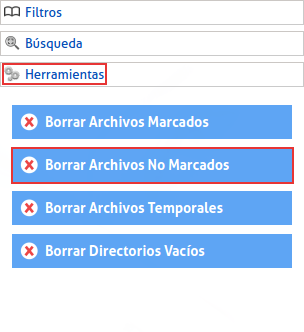 Filtros
Búsqueda
Herramientas
Borrar Archivos Marcados
Borrar Archivos No Marcados
Borrar Archivos Temporales
Borrar Directorios Vacíos